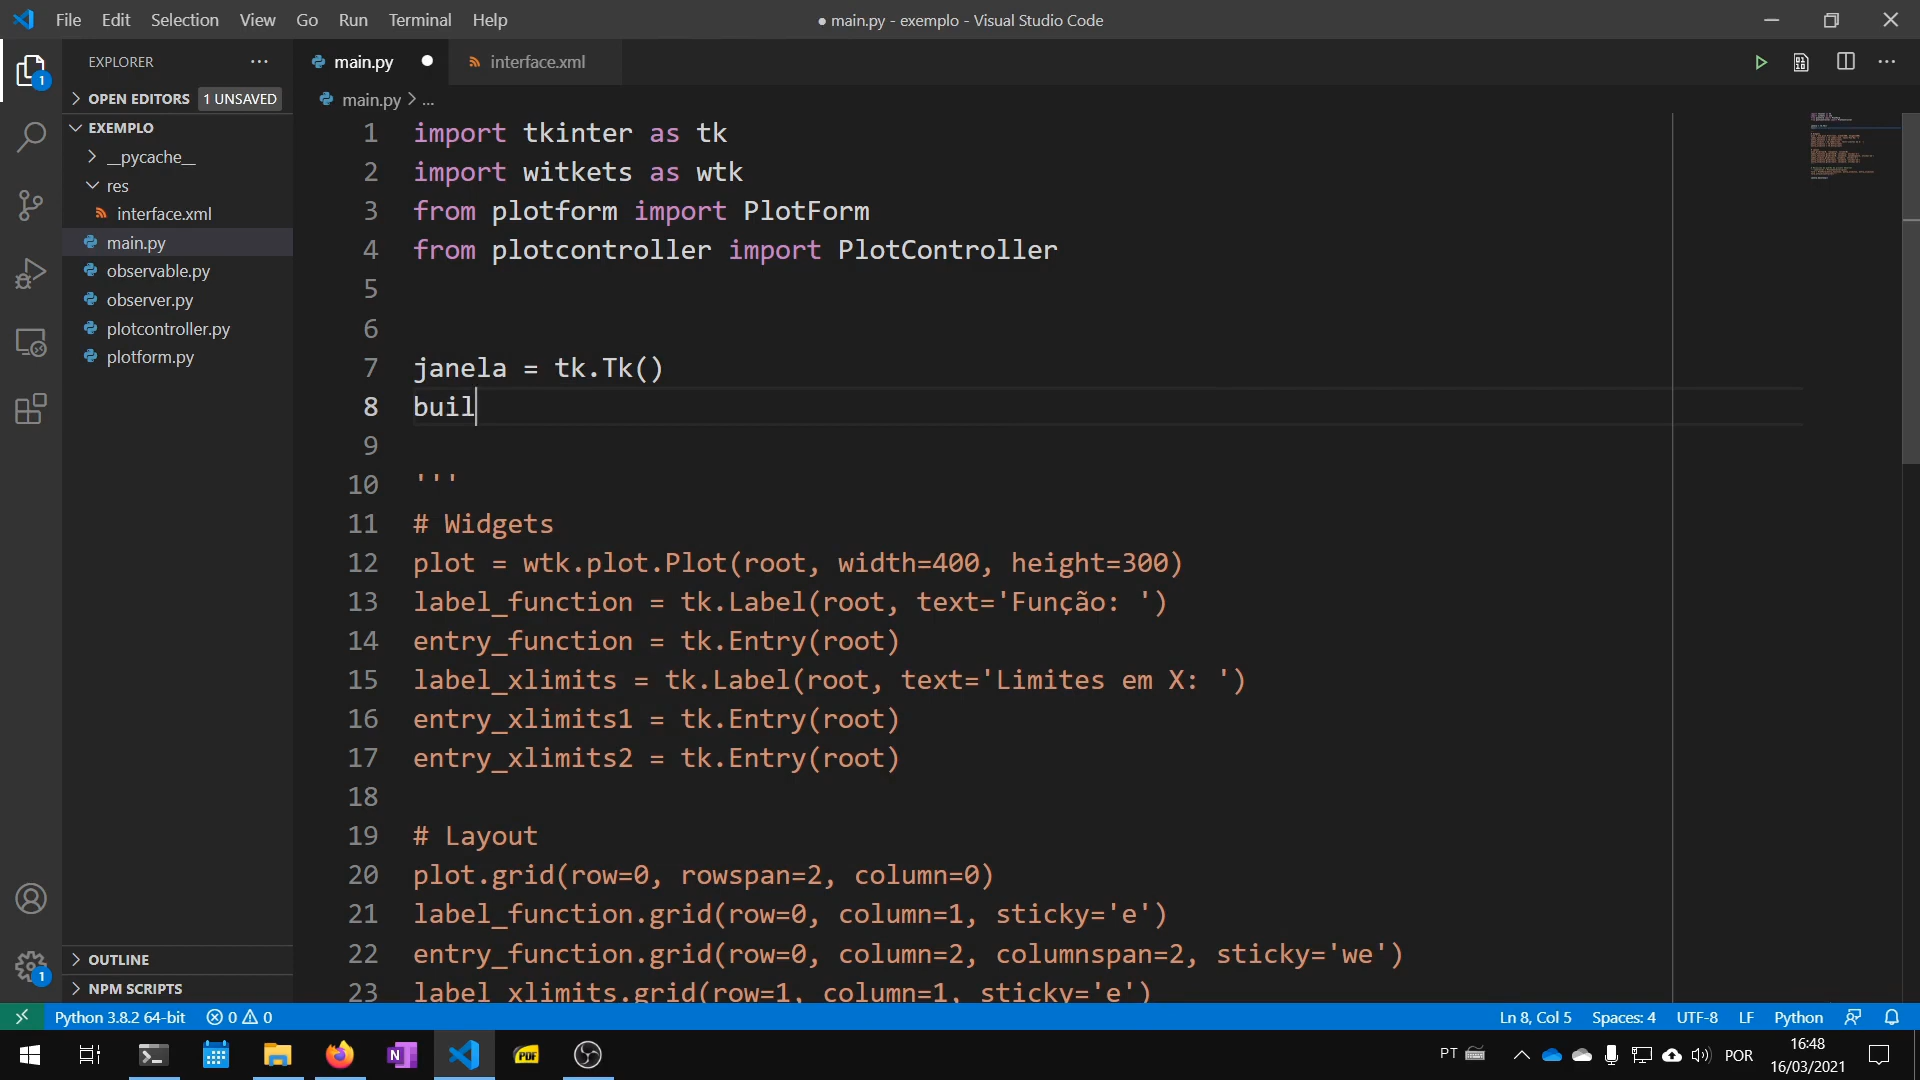 File Edit Selection View Go Run Terminal Help
● main.py - exemplo - Visual Studio Code
EXPLORER
OPEN EDITORS 1 UNSAVED
EXEMPLO
__pycache__
res
interface.xml
main.py
observable.py
observer.py
plotcontroller.py
plotform.py
OUTLINE
NPM SCRIPTS
1
1
main.py
interface.xml
main.py > ...
1 import tkinter as tk
2 import witkets as wtk
3 from plotform import PlotForm
4 from plotcontroller import PlotController
5
6
7 janela = tk.Tk()
8 buil
9
10 '''
11 # Widgets
12 plot = wtk.plot.Plot(root, width=400, height=300)
13 label_function = tk.Label(root, text='Função: ')
14 entry_function = tk.Entry(root)
15 label_xlimits = tk.Label(root, text='Limites em X: ')
16 entry_xlimits1 = tk.Entry(root)
17 entry_xlimits2 = tk.Entry(root)
18
19 # Layout
20 plot.grid(row=0, rowspan=2, column=0)
21 label_function.grid(row=0, column=1, sticky='e')
22 entry_function.grid(row=0, column=2, columnspan=2, sticky='we')
23 label_xlimits.grid(row=1, column=1, sticky='e')
Python 3.8.2 64-bit 0 0
Ln 8, Col 5 Spaces: 4 UTF-8 LF Python
N
PDF
PT
POR
16:48
16/03/2021